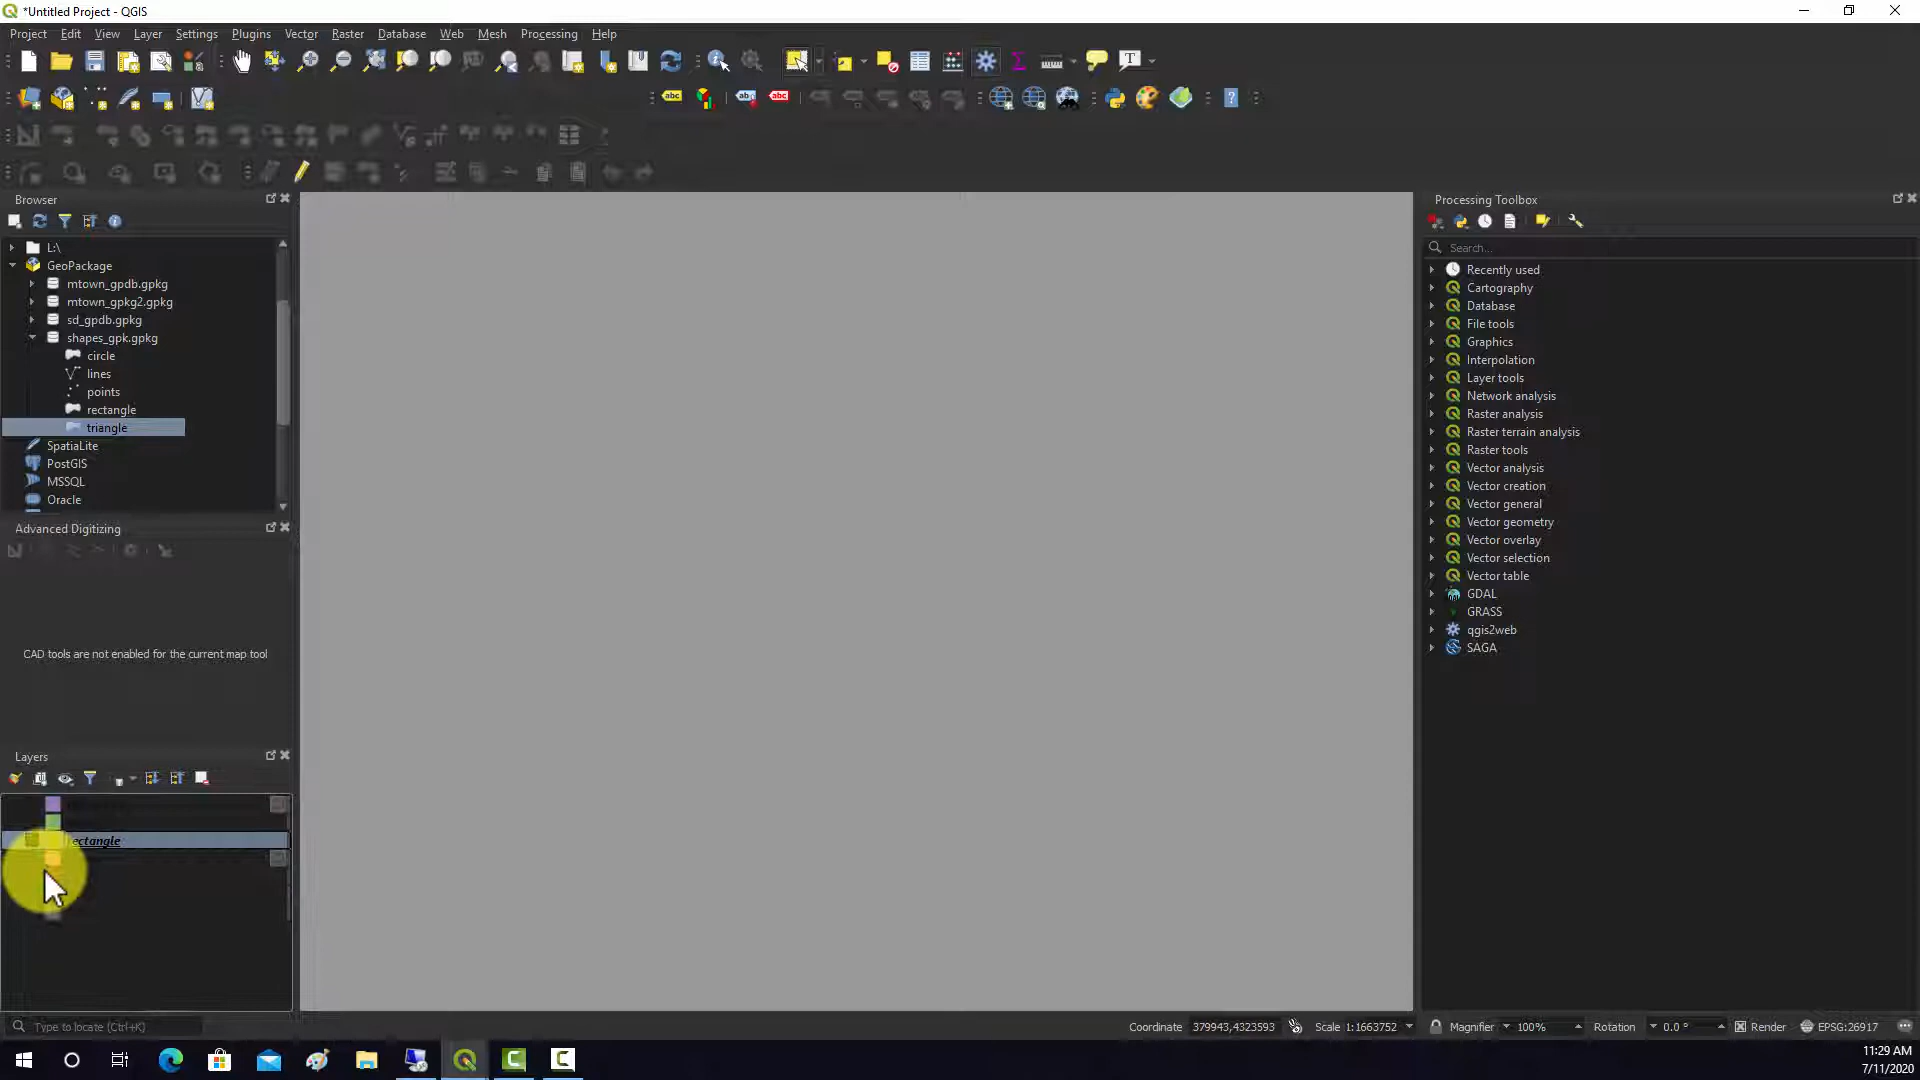 *Untitled Project - QGIS
Project Edit View Layer Settings Plugins Vector Raster Database Web Mesh Processing Help
abc abc abc
Browser
L:\
GeoPackage
mtown_gpdb.gpkg
mtown_gpkg2.gpkg
sd_gpdb.gpkg
shapes_gpk.gpkg
circle
lines
points
rectangle
triangle
SpatiaLite
PostGIS
MSSQL
Oracle
Advanced Digitizing
CAD tools are not enabled for the current map tool
Layers
ectangle
Processing Toolbox
Search...
Recently used
Cartography
Database
File tools
Graphics
Interpolation
Layer tools
Network analysis
Raster analysis
Raster terrain analysis
Raster tools
Vector analysis
Vector creation
Vector general
Vector geometry
Vector overlay
Vector selection
Vector table
GDAL
GRASS
qgis2web
SAGA
Type to locate (Ctrl+K)
Coordinate 379943,4323593 Scale 1:1663752 Magnifier 100% Rotation 0.0 ° Render EPSG:26917
11:29 AM
7/11/2020